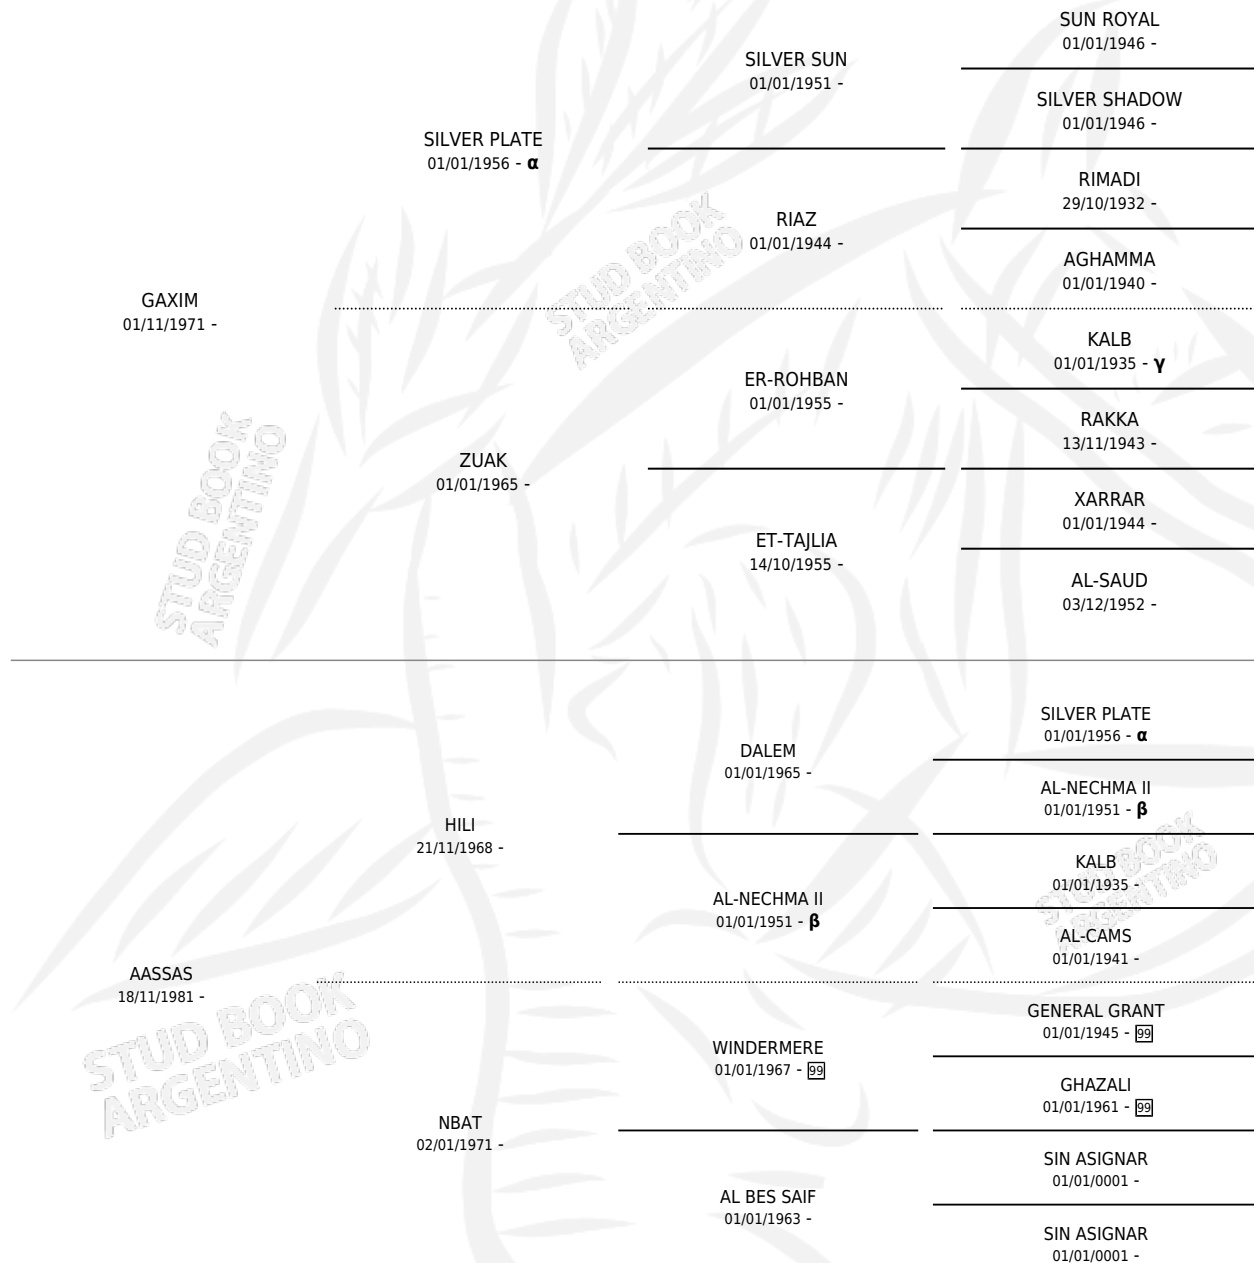 SUN ROYAL
01/01/1946 -
SILVER SUN
01/01/1951 -
SILVER SHADOW
01/01/1946 -
SILVER PLATE
01/01/1956 - α
RIMADI
29/10/1932 -
RIAZ
01/01/1944 -
AGHAMMA
01/01/1940 -
GAXIM
01/11/1971 -
KALB
01/01/1935 - γ
ER-ROHBAN
01/01/1955 -
RAKKA
13/11/1943 -
ZUAK
01/01/1965 -
XARRAR
01/01/1944 -
ET-TAJLIA
14/10/1955 -
AL-SAUD
03/12/1952 -
STUD BOOK
ARGENTINO
STUD BOOK
ARGENTINO
SILVER PLATE
01/01/1956 - α
DALEM
01/01/1965 -
AL-NECHMA II
01/01/1951 - β
HILI
21/11/1968 -
KALB
01/01/1935 -
AL-NECHMA II
01/01/1951 - β
AL-CAMS
01/01/1941 -
AASSAS
18/11/1981 -
GENERAL GRANT
01/01/1945 - 99
WINDERMERE
01/01/1967 - 99
GHAZALI
01/01/1961 - 99
NBAT
02/01/1971 -
SIN ASIGNAR
01/01/0001 -
AL BES SAIF
01/01/1963 -
SIN ASIGNAR
01/01/0001 -
STUD BOOK
ARGENTINO
STUD BOOK
ARGENTINO